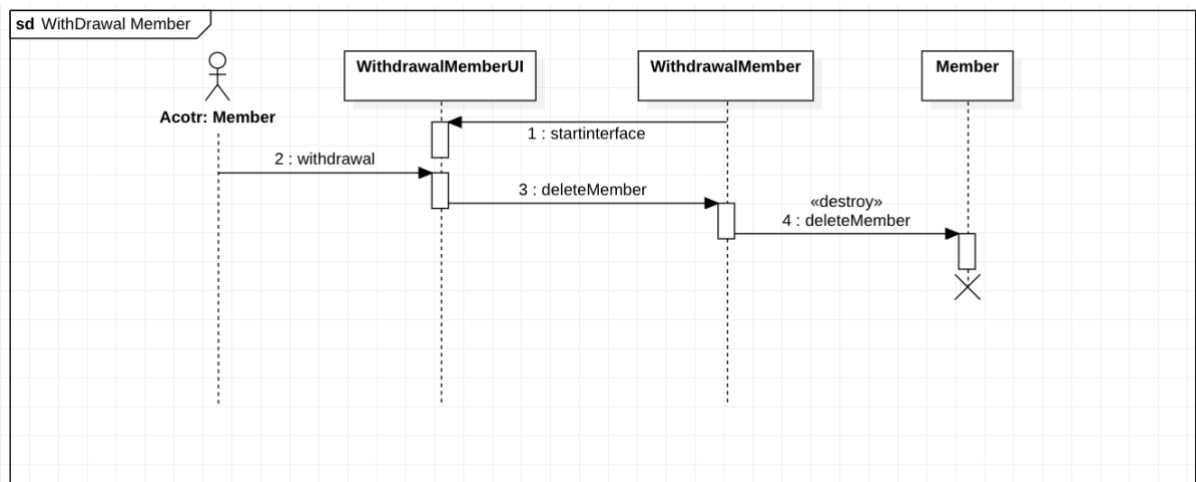 sd WithDrawal Member
WithdrawalMemberUI
WithdrawalMember
Member
Acotr: Member
1 : startinterface
2 : withdrawal
3 : deleteMember
«destroy»
4 : deleteMember